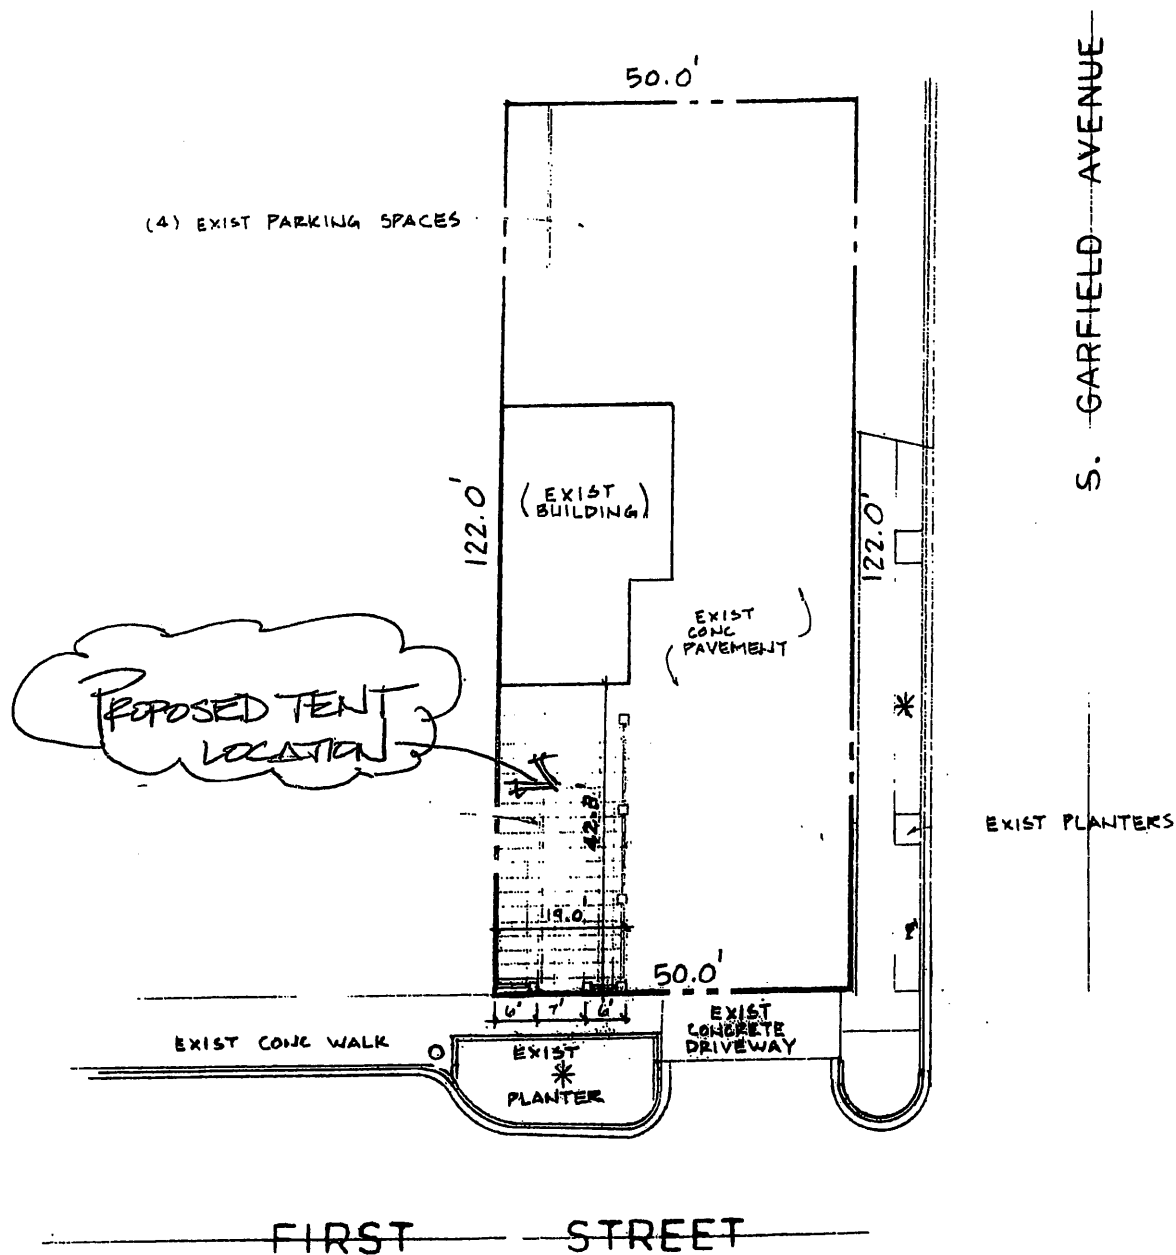 50.0'
S. GARFIELD AVENUE
(4) EXIST PARKING SPACES
122.0'
(EXIST
BUILDING)
122.0'
EXIST
CONC
PAVEMENT
PROPOSED TENT
LOCATION
42.8'
EXIST PLANTERS
19.0'
50.0'
6' 7' 6'
EXIST CONC WALK
EXIST
CONCRETE
DRIVEWAY
EXIST
PLANTER
FIRST STREET